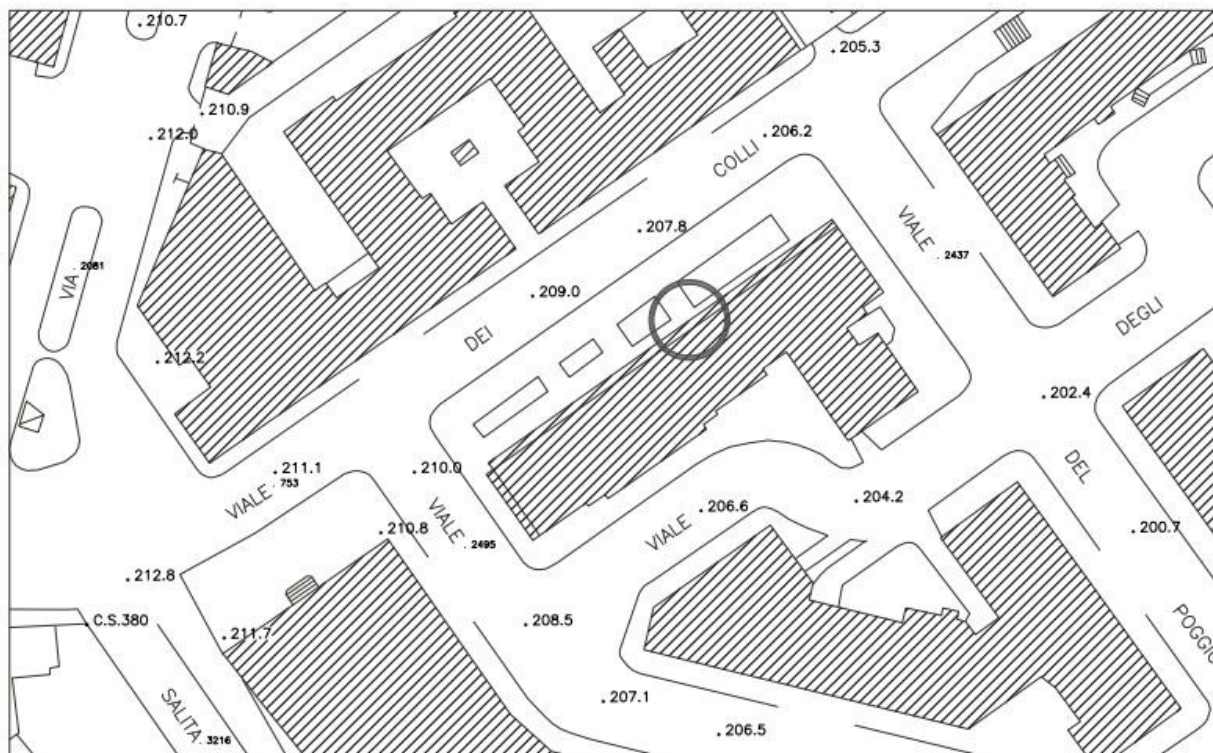 .210.7
.205.3
.210.9
.212.0
.206.2
COLLI
VIALE
. 2437
.207.8
VIA
. 2081
.209.0
DEI
DEGLI
.212.2
.202.4
.211.1
VIALE . 753
.210.0
DEL
VIALE
. 2495
.210.8
VIALE
.206.6
.204.2
.200.7
.212.8
C.S.380
.211.7
.208.5
POGGIO
SALITA
. 3216
.207.1
.206.5